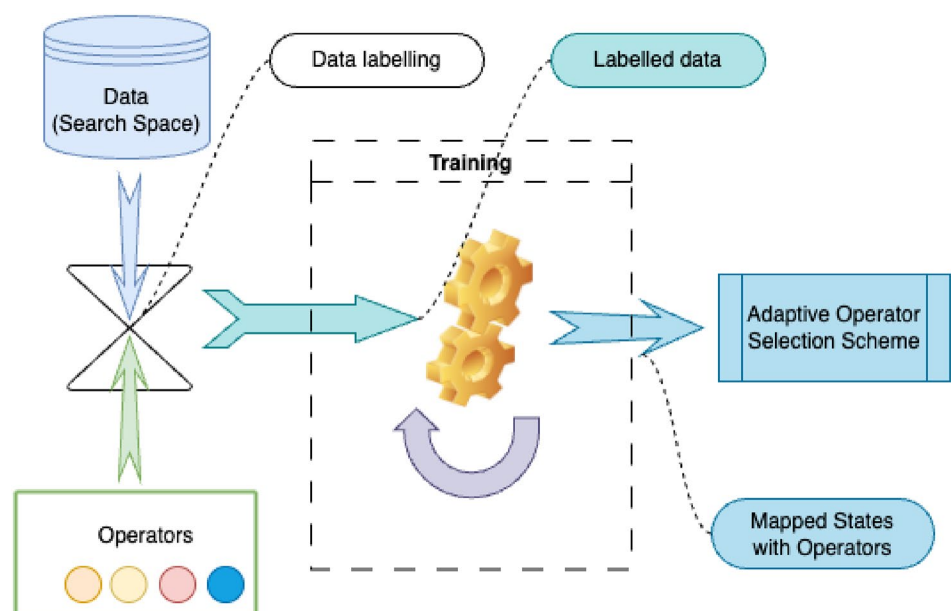 Data
(Search Space)
Data labelling
Labelled data
Training
Adaptive Operator
Selection Scheme
Operators
Mapped States
with Operators